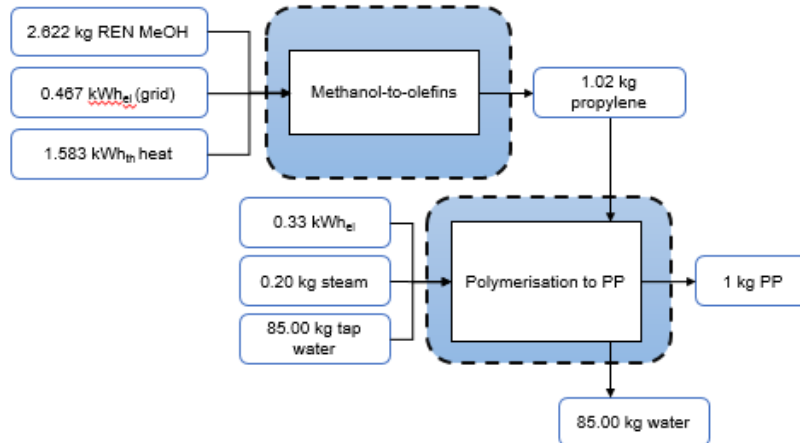 2.622 kg REN MeOH
0.467 kWhel (grid)
1.583 kWhth heat
Methanol-to-olefins
1.02 kg
propylene
0.33 kWhel
0.20 kg steam
85.00 kg tap
water
Polymerisation to PP
1 kg PP
85.00 kg water